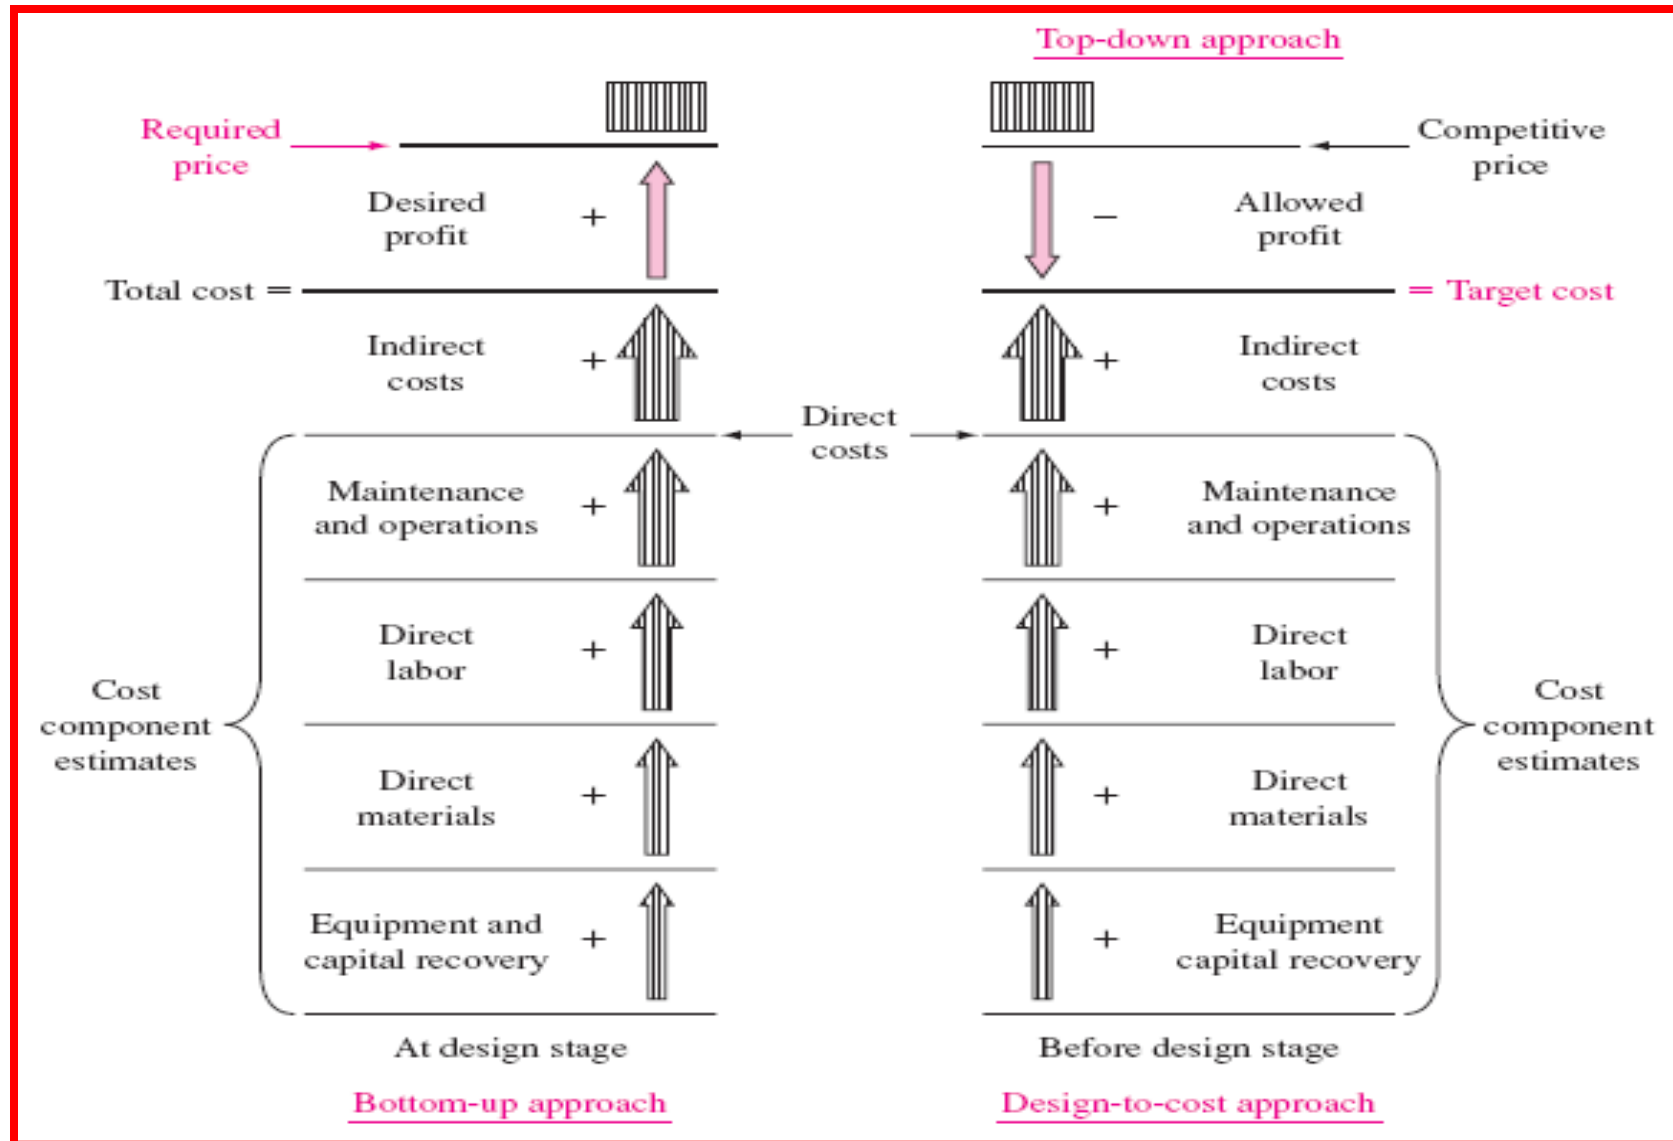 Top-down approach
Required
price
Competitive
price
Desired
profit
+
−
Allowed
profit
Total cost =
= Target cost
Indirect
costs
+
+
Indirect
costs
Direct
costs
Maintenance
and operations
+
+
Maintenance
and operations
Direct
labor
+
+
Direct
labor
Cost
component
estimates
Cost
component
estimates
Direct
materials
+
+
Direct
materials
Equipment and
capital recovery
+
+
Equipment
capital recovery
At design stage
Before design stage
Bottom-up approach
Design-to-cost approach